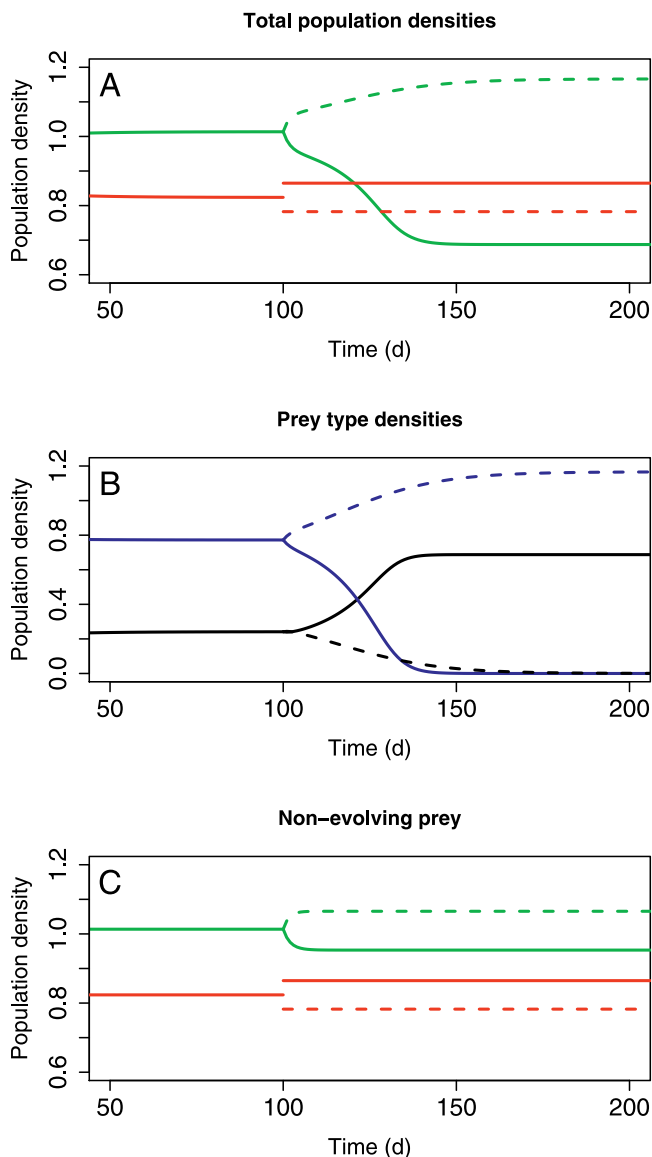 Total population densities
A
Population density
0.6 0.8 1.0 1.2
50 100 150 200
Time (d)
Prey type densities
B
Population density
0.0 0.4 0.8 1.2
50 100 150 200
Time (d)
Non−evolving prey
C
Population density
0.6 0.8 1.0 1.2
50 100 150 200
Time (d)